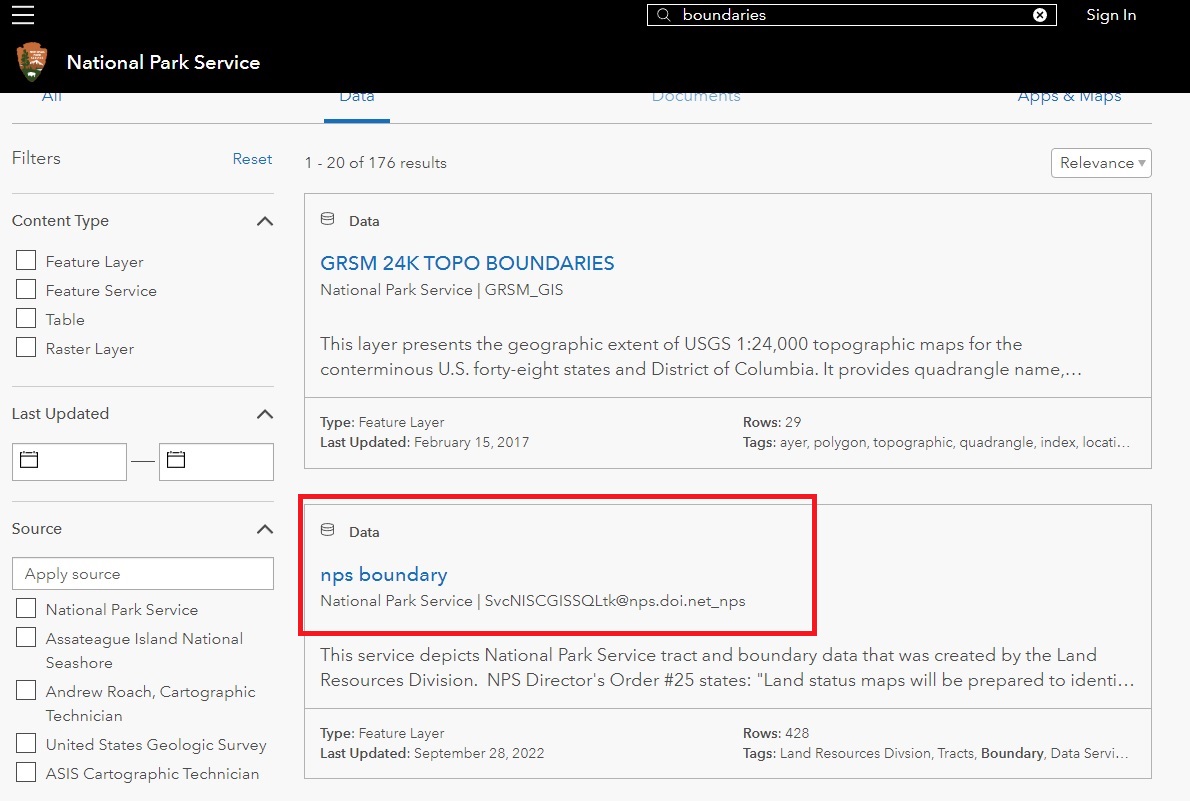 boundaries
Sign In
National Park Service
All
Data
Documents
Apps & Maps
Filters
Reset
1 - 20 of 176 results
Relevance
Content Type
Feature Layer
Feature Service
Table
Raster Layer
Last Updated
Source
Apply source
National Park Service
Assateague Island National
Seashore
Andrew Roach, Cartographic
Technician
United States Geologic Survey
ASIS Cartographic Technician
Data
GRSM 24K TOPO BOUNDARIES
National Park Service | GRSM_GIS
This layer presents the geographic extent of USGS 1:24,000 topographic maps for the
conterminous U.S. forty-eight states and District of Columbia. It provides quadrangle name,…
Type: Feature Layer
Last Updated: February 15, 2017
Rows: 29
Tags: ayer, polygon, topographic, quadrangle, index, locati…
Data
nps boundary
National Park Service | SvcNISCGISSQLtk@nps.doi.net_nps
This service depicts National Park Service tract and boundary data that was created by the Land
Resources Division. NPS Director's Order #25 states: "Land status maps will be prepared to identi…
Type: Feature Layer
Last Updated: September 28, 2022
Rows: 428
Tags: Land Resources Divsion, Tracts, Boundary, Data Servi…